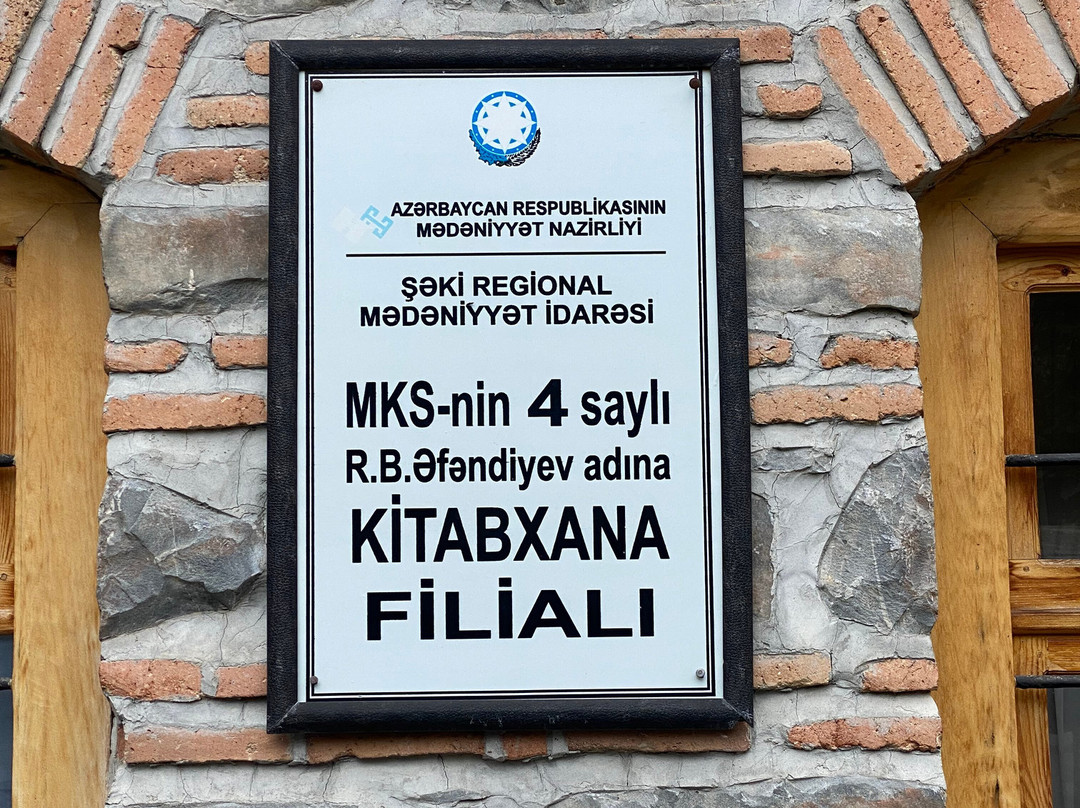 AZƏRBAYCAN RESPUBLİKASININ
MƏDƏNİYYƏT NAZİRLİYİ
ŞƏKİ REGİONAL
MƏDƏNİYYƏT İDARƏSİ
MKS-nin 4 saylı
R.B.Əfəndiyev adına
KİTABXANA
FİLİALI